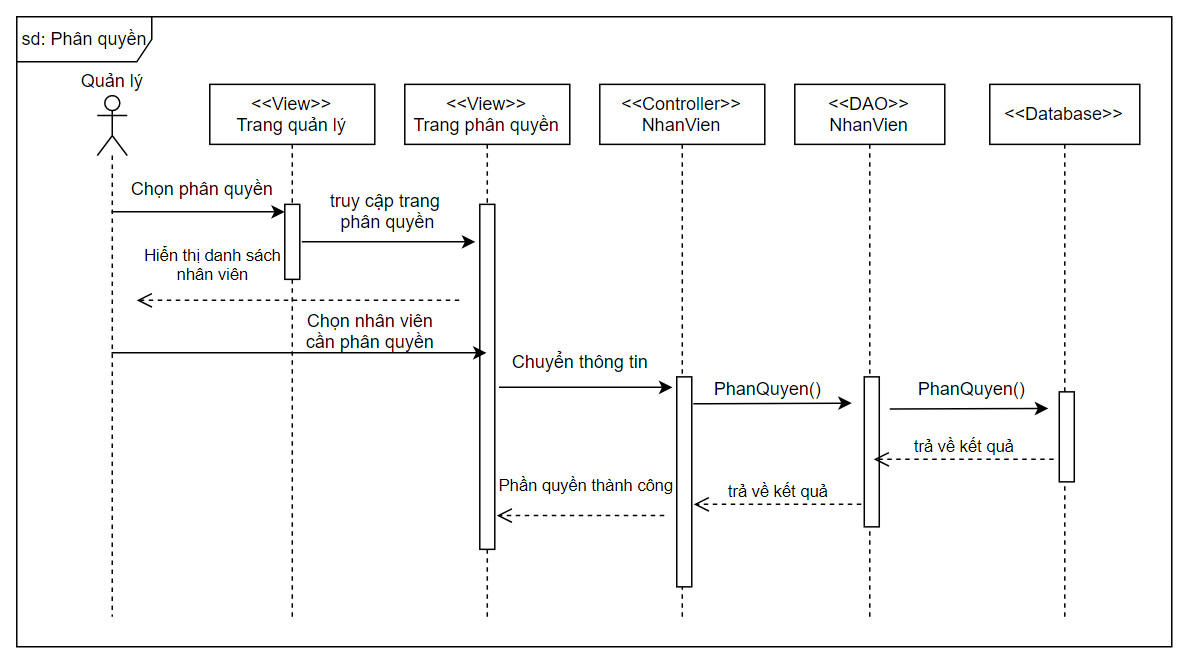 sd: Phân quyền
Quản lý
<<View>>
Trang quản lý
<<View>>
Trang phân quyền
<<Controller>>
NhanVien
<<DAO>>
NhanVien
<<Database>>
Chọn phân quyền
truy cập trang
phân quyền
Hiển thị danh sách
nhân viên
Chọn nhân viên
cần phân quyền
Chuyển thông tin
PhanQuyen()
PhanQuyen()
trả về kết quả
trả về kết quả
Phần quyền thành công